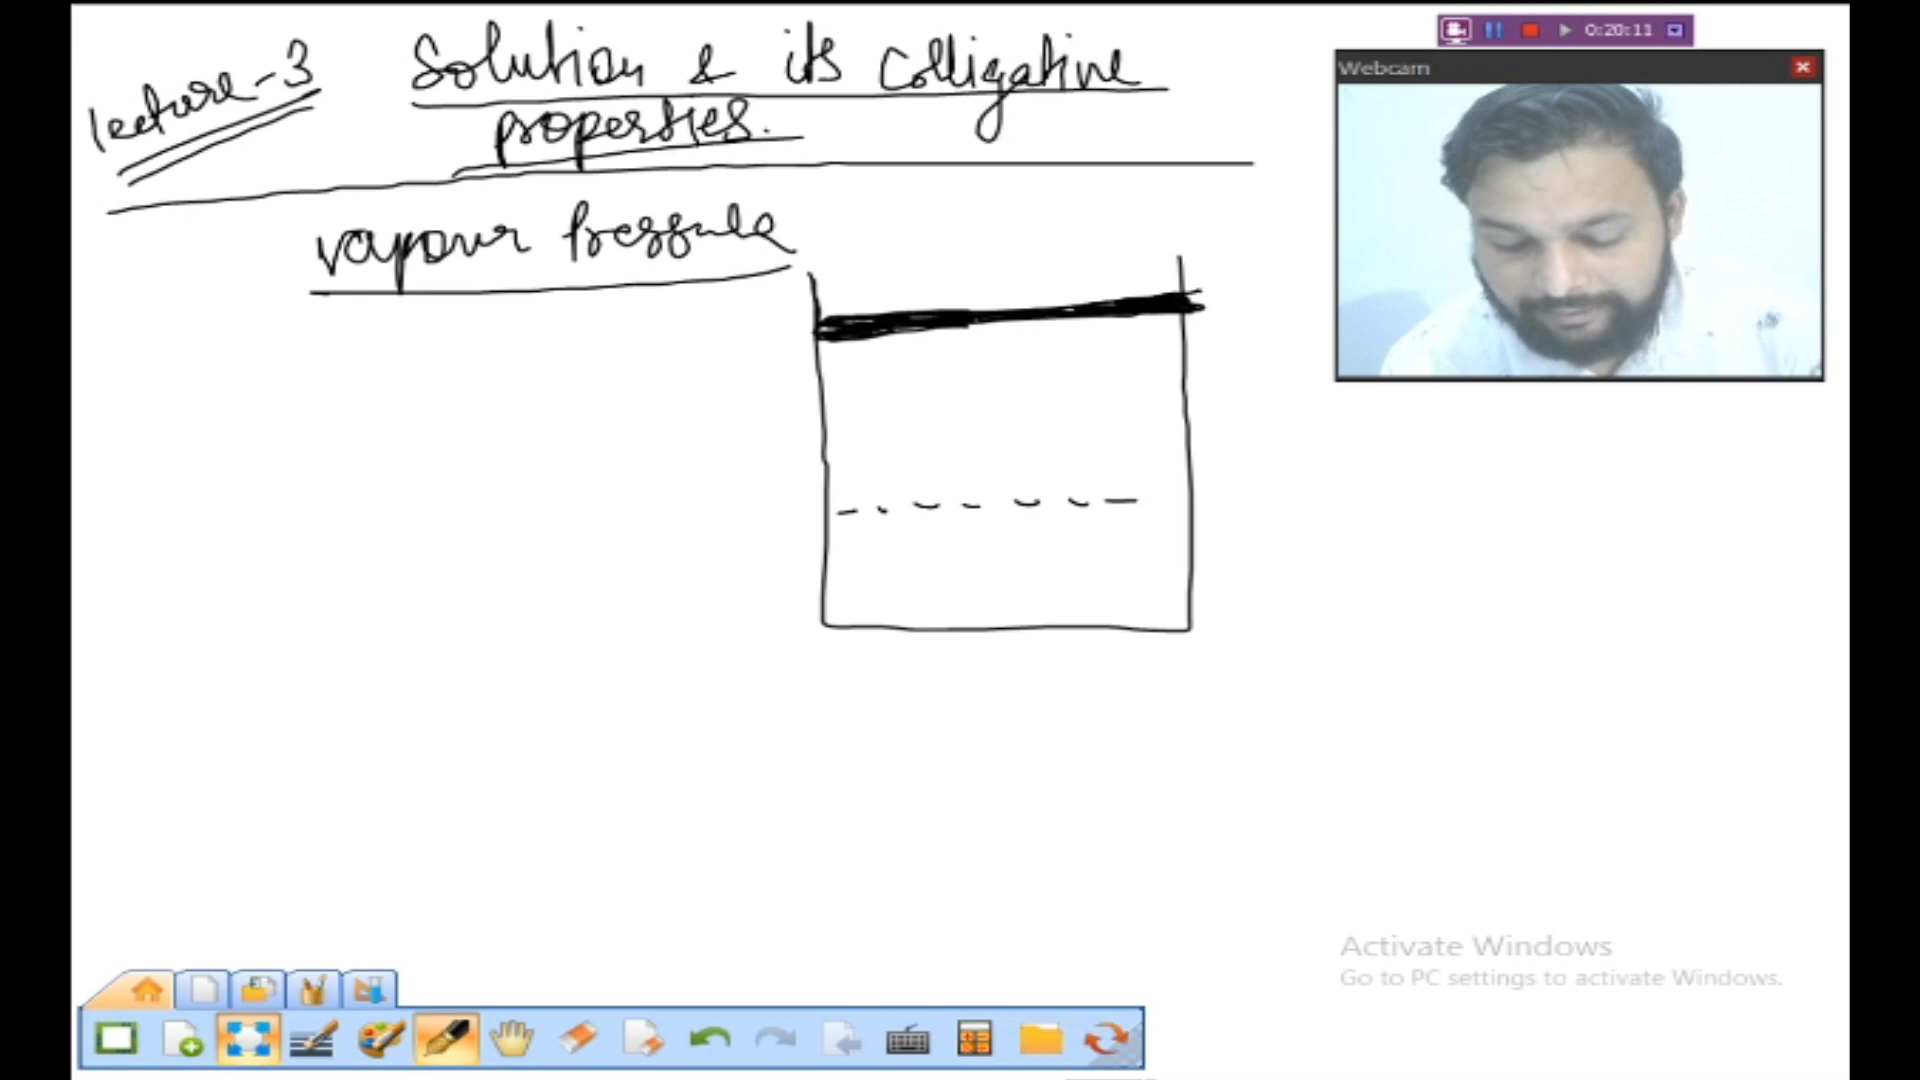 Lecture-3
Solution & its Colligative
properties.
vapour Pressure
0:20:11
Webcam
Activate Windows
Go to PC settings to activate Windows.